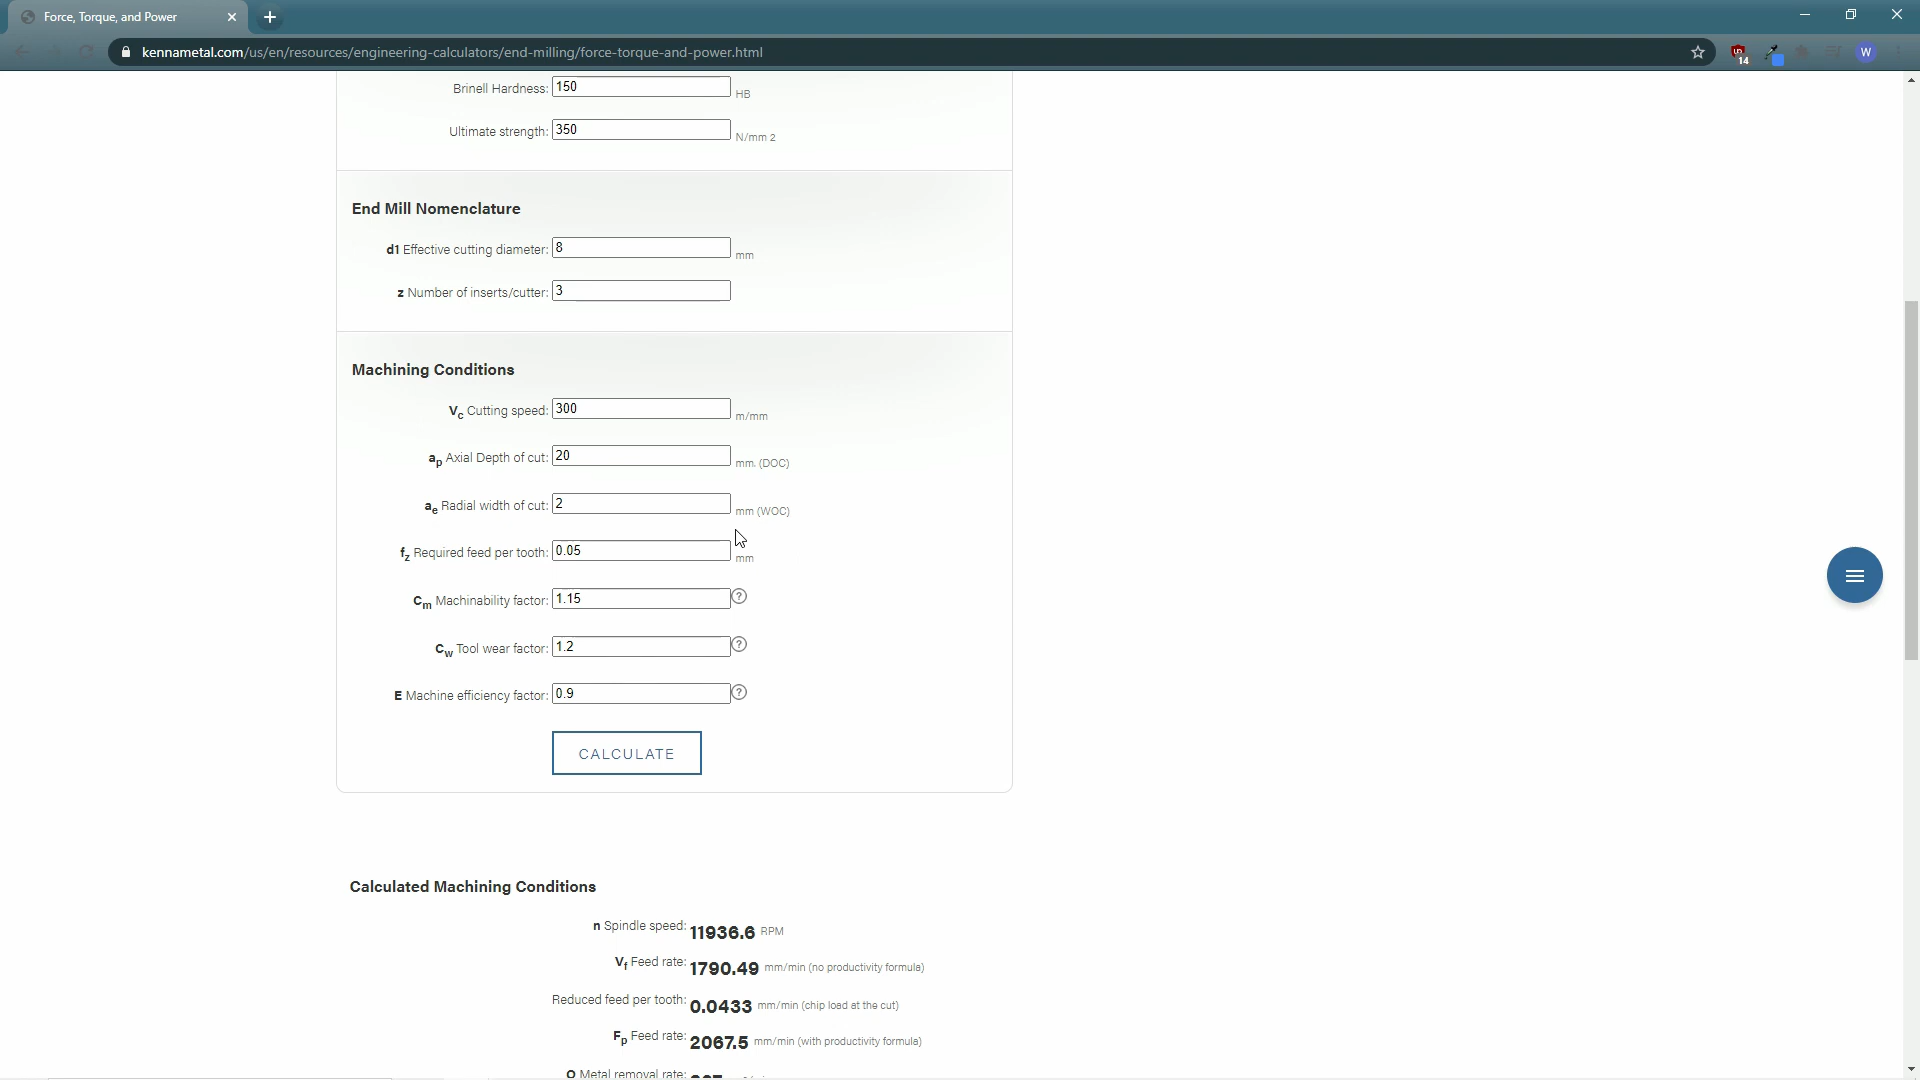 Force, Torque, and Power
kennametal.com/us/en/resources/engineering-calculators/end-milling/force-torque-and-power.html
14
W
Brinell Hardness: 150 HB
Ultimate strength: 350 N/mm 2
End Mill Nomenclature
d1 Effective cutting diameter: 8 mm
z Number of inserts/cutter: 3
Machining Conditions
Vc Cutting speed: 300 m/mm
ap Axial Depth of cut: 20 mm. (DOC)
ae Radial width of cut: 2 mm (WOC)
fz Required feed per tooth: 0.05 mm
Cm Machinability factor: 1.15 ?
Cw Tool wear factor: 1.2 ?
E Machine efficiency factor: 0.9 ?
CALCULATE
Calculated Machining Conditions
n Spindle speed: 11936.6 RPM
Vf Feed rate: 1790.49 mm/min (no productivity formula)
Reduced feed per tooth: 0.0433 mm/min (chip load at the cut)
Fp Feed rate: 2067.5 mm/min (with productivity formula)
Q Metal removal rate: